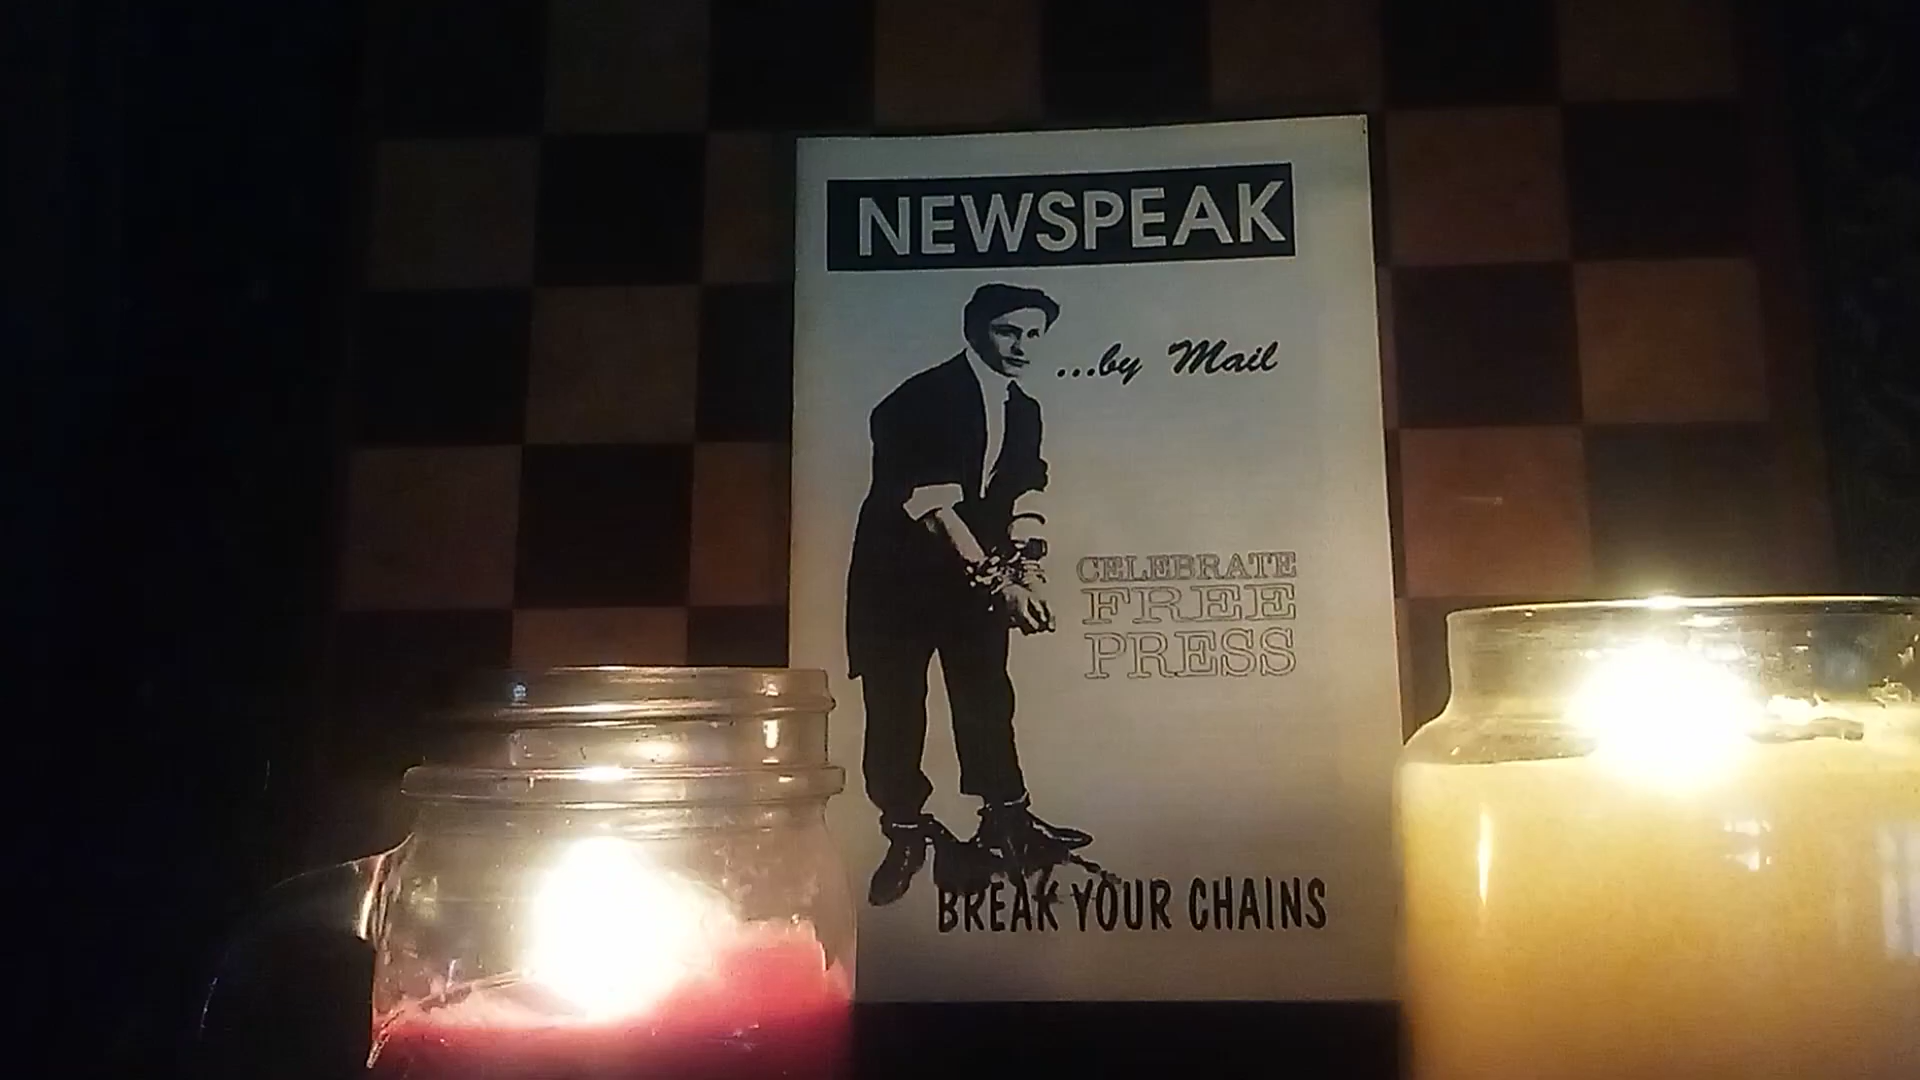 NEWSPEAK
...by Mail
CELEBRATE
FREE
PRESS
BREAK YOUR CHAINS